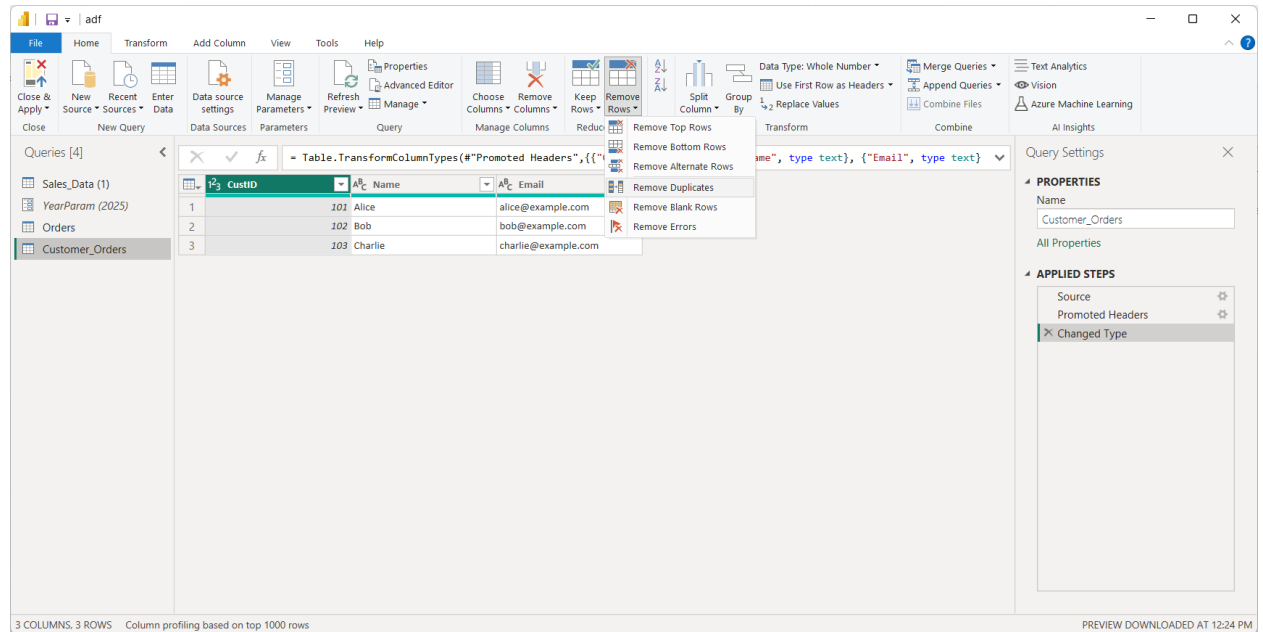 adf
File Home Transform Add Column View Tools Help
Close & Apply
New Source
Recent Sources
Enter Data
Data source settings
Manage Parameters
Refresh Preview
Properties
Advanced Editor
Manage
Choose Columns
Remove Columns
Keep Rows
Remove Rows
Split Column
Group By
Data Type: Whole Number
Use First Row as Headers
1 2 Replace Values
Merge Queries
Append Queries
Combine Files
Text Analytics
Vision
Azure Machine Learning
Close New Query Data Sources Parameters Query Manage Columns Reduc Transform Combine AI Insights
Remove Top Rows
Remove Bottom Rows
Remove Alternate Rows
Remove Duplicates
Remove Blank Rows
Remove Errors
Queries [4]
Sales_Data (1)
YearParam (2025)
Orders
Customer_Orders
fx = Table.TransformColumnTypes(#"Promoted Headers",{{" ame", type text}, {"Email", type text}
123 CustID ABC Name ABC Email
1 101 Alice alice@example.com
2 102 Bob bob@example.com
3 103 Charlie charlie@example.com
Query Settings
PROPERTIES
Name
Customer_Orders
All Properties
APPLIED STEPS
Source
Promoted Headers
Changed Type
3 COLUMNS, 3 ROWS Column profiling based on top 1000 rows PREVIEW DOWNLOADED AT 12:24 PM